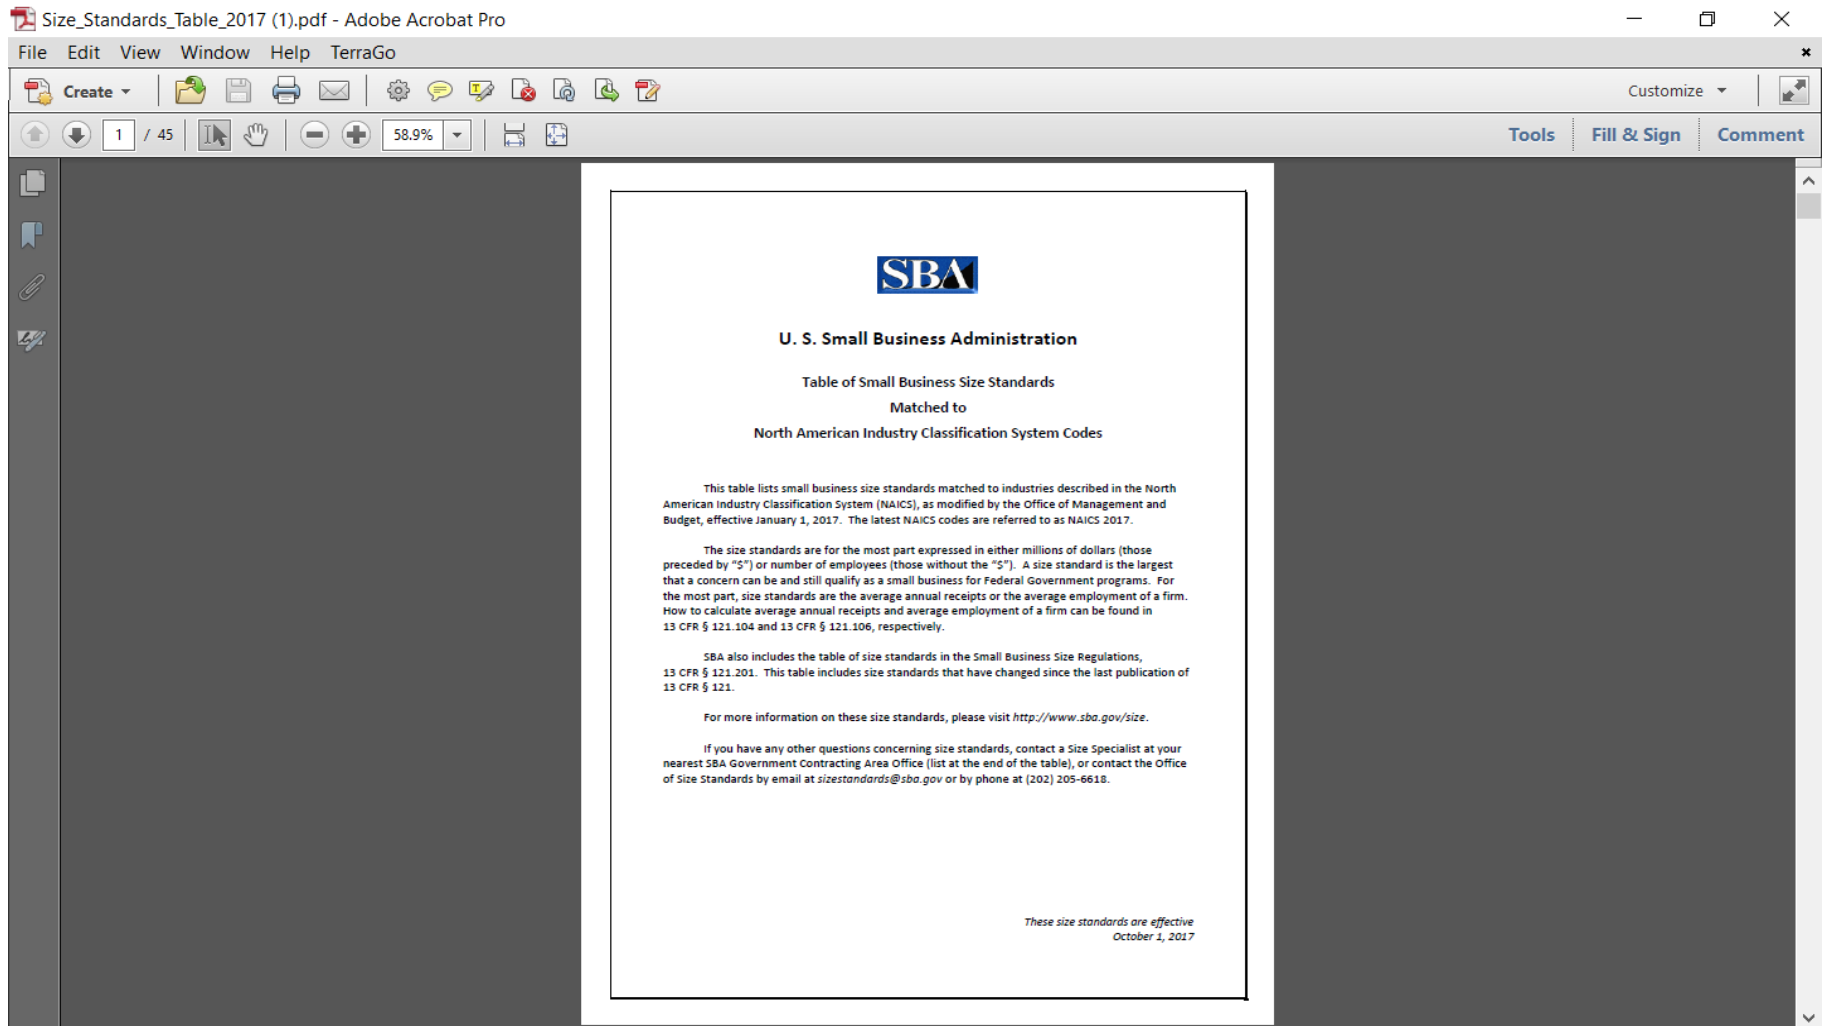 Size_Standards_Table_2017 (1).pdf - Adobe Acrobat Pro
File Edit View Window Help TerraGo
Create Customize
1 / 45 58.9% Tools Fill & Sign Comment
SBA
U. S. Small Business Administration
Table of Small Business Size Standards
Matched to
North American Industry Classification System Codes
This table lists small business size standards matched to industries described in the North
American Industry Classification System (NAICS), as modified by the Office of Management and
Budget, effective January 1, 2017. The latest NAICS codes are referred to as NAICS 2017.
The size standards are for the most part expressed in either millions of dollars (those
preceded by “$”) or number of employees (those without the “$”). A size standard is the largest
that a concern can be and still qualify as a small business for Federal Government programs. For
the most part, size standards are the average annual receipts or the average employment of a firm.
How to calculate average annual receipts and average employment of a firm can be found in
13 CFR § 121.104 and 13 CFR § 121.106, respectively.
SBA also includes the table of size standards in the Small Business Size Regulations,
13 CFR § 121.201. This table includes size standards that have changed since the last publication of
13 CFR § 121.
For more information on these size standards, please visit http://www.sba.gov/size.
If you have any other questions concerning size standards, contact a Size Specialist at your
nearest SBA Government Contracting Area Office (list at the end of the table), or contact the Office
of Size Standards by email at sizestandards@sba.gov or by phone at (202) 205-6618.
These size standards are effective
October 1, 2017